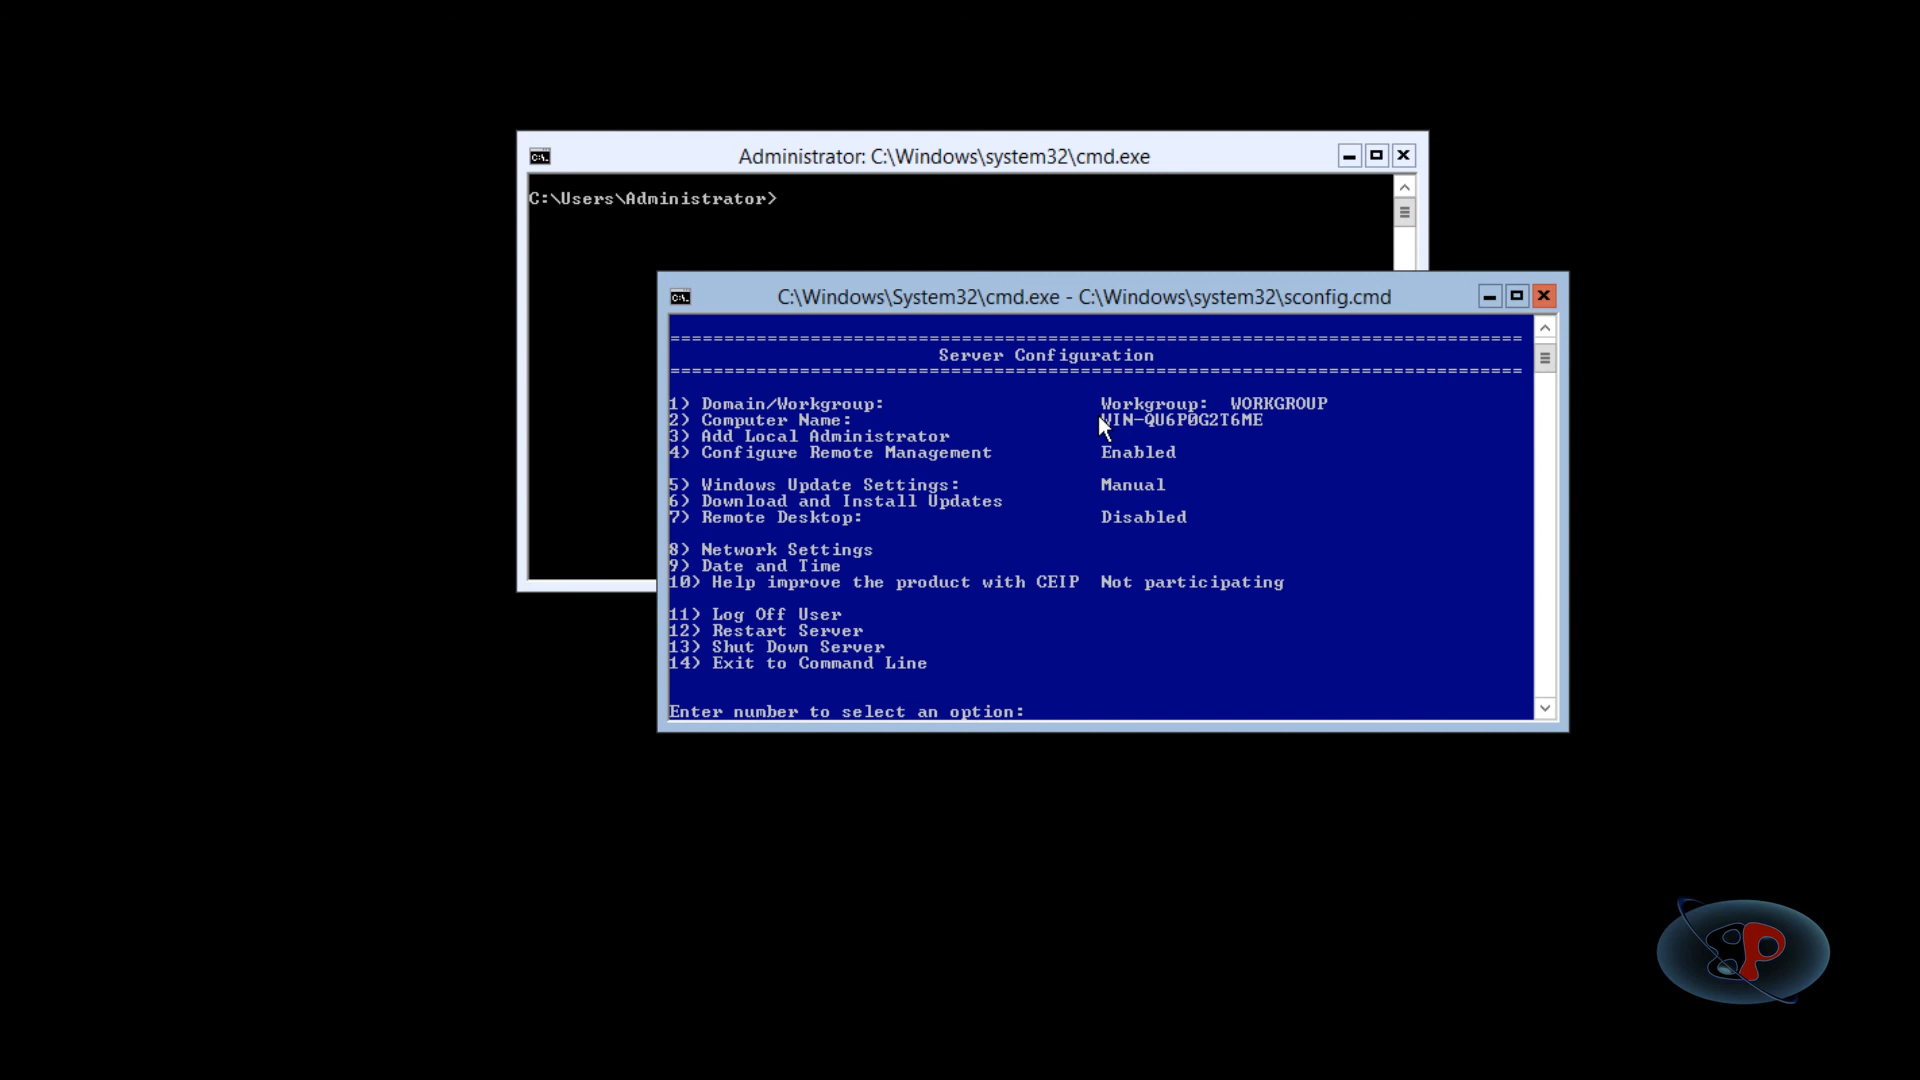 Administrator: C:\Windows\system32\cmd.exe
C:\Users\Administrator>
C:\Windows\System32\cmd.exe - C:\Windows\system32\sconfig.cmd
===============================================================================
Server Configuration
===============================================================================
1) Domain/Workgroup: Workgroup: WORKGROUP
2) Computer Name: WIN-QU6P0G2T6ME
3) Add Local Administrator
4) Configure Remote Management Enabled
5) Windows Update Settings: Manual
6) Download and Install Updates
7) Remote Desktop: Disabled
8) Network Settings
9) Date and Time
10) Help improve the product with CEIP Not participating
11) Log Off User
12) Restart Server
13) Shut Down Server
14) Exit to Command Line
Enter number to select an option: